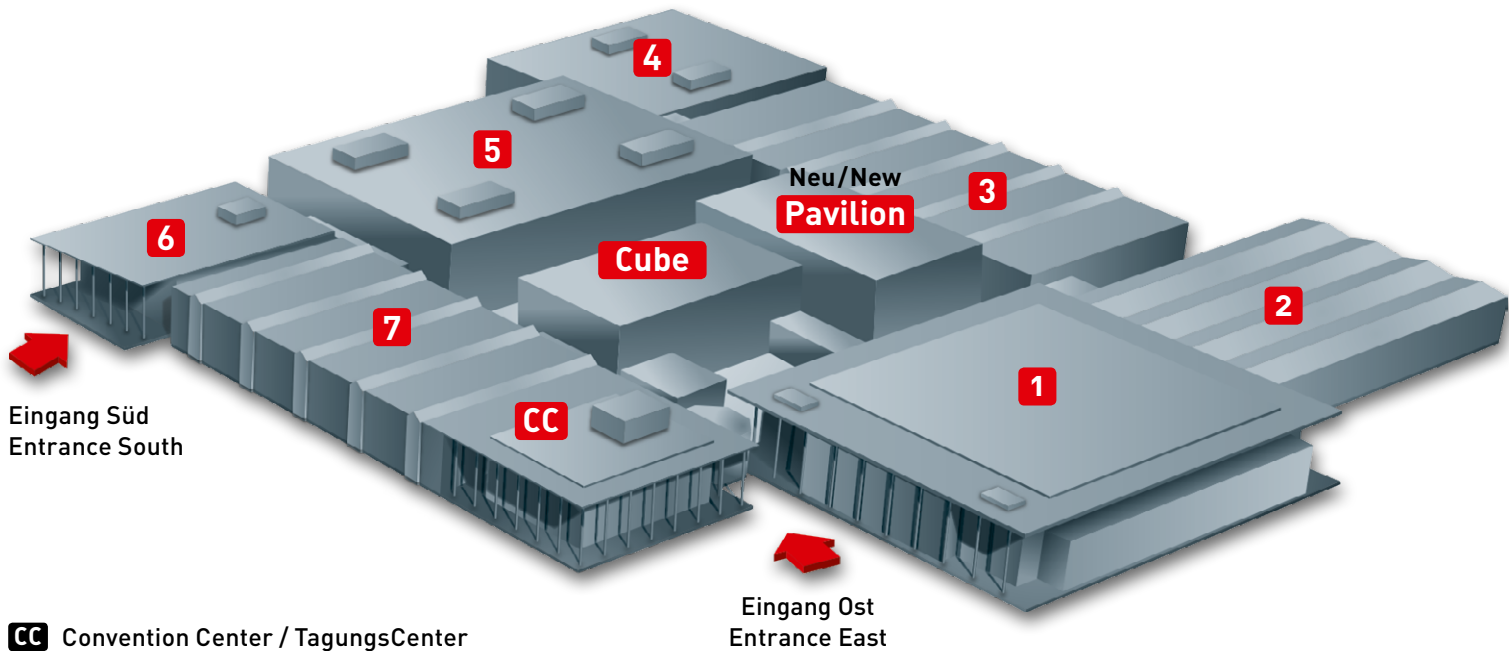 4
5
Neu/New
3
Pavilion
6
Cube
2
7
1
CC
Eingang Süd
Entrance South
Eingang Ost
Entrance East
CC Convention Center / TagungsCenter